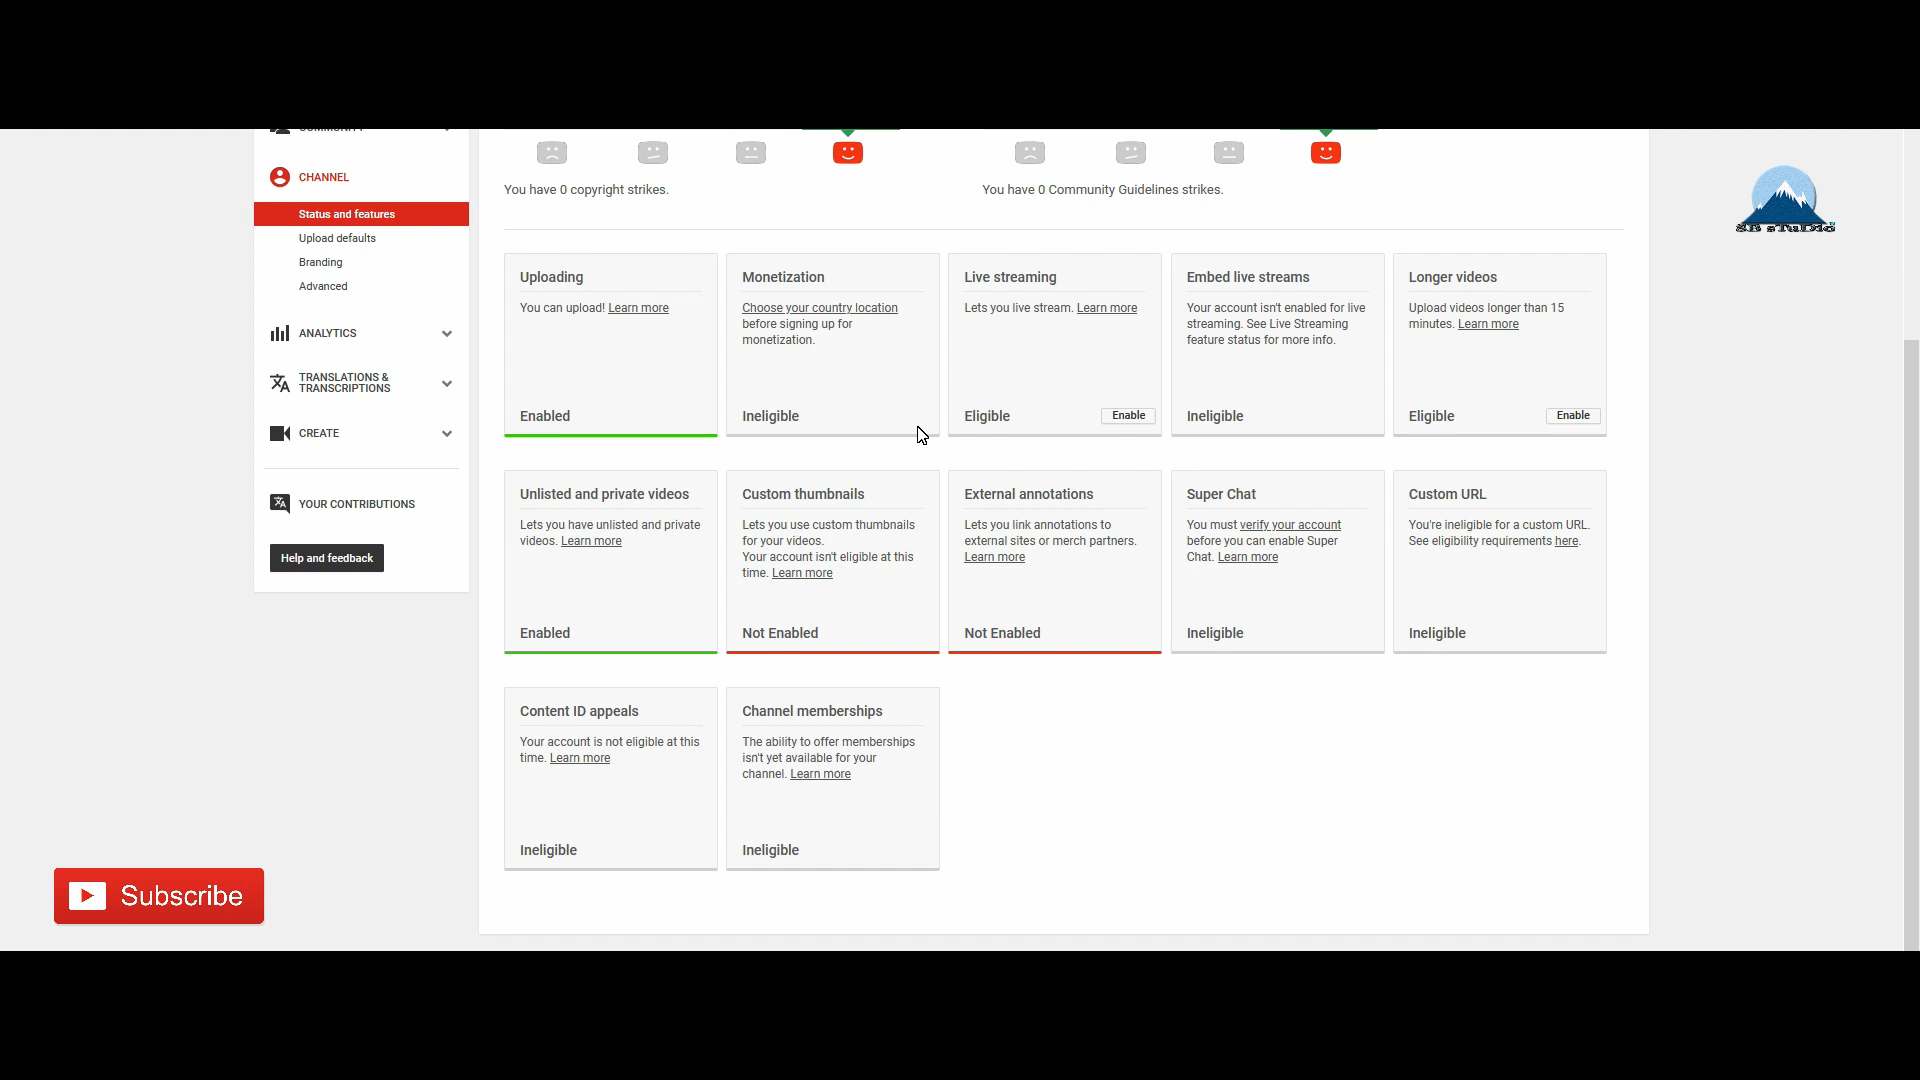 CHANNEL
Status and features
Upload defaults
Branding
Advanced
ANALYTICS
TRANSLATIONS &
TRANSCRIPTIONS
CREATE
YOUR CONTRIBUTIONS
Help and feedback
You have 0 copyright strikes.
You have 0 Community Guidelines strikes.
Uploading
You can upload! Learn more
Enabled
Monetization
Choose your country location
before signing up for
monetization.
Ineligible
Live streaming
Lets you live stream. Learn more
Eligible
Enable
Embed live streams
Your account isn't enabled for live
streaming. See Live Streaming
feature status for more info.
Ineligible
Longer videos
Upload videos longer than 15
minutes. Learn more
Eligible
Enable
Unlisted and private videos
Lets you have unlisted and private
videos. Learn more
Enabled
Custom thumbnails
Lets you use custom thumbnails
for your videos.
Your account isn't eligible at this
time. Learn more
Not Enabled
External annotations
Lets you link annotations to
external sites or merch partners.
Learn more
Not Enabled
Super Chat
You must verify your account
before you can enable Super
Chat. Learn more
Ineligible
Custom URL
You're ineligible for a custom URL.
See eligibility requirements here.
Ineligible
Content ID appeals
Your account is not eligible at this
time. Learn more
Ineligible
Channel memberships
The ability to offer memberships
isn't yet available for your
channel. Learn more
Ineligible
Subscribe